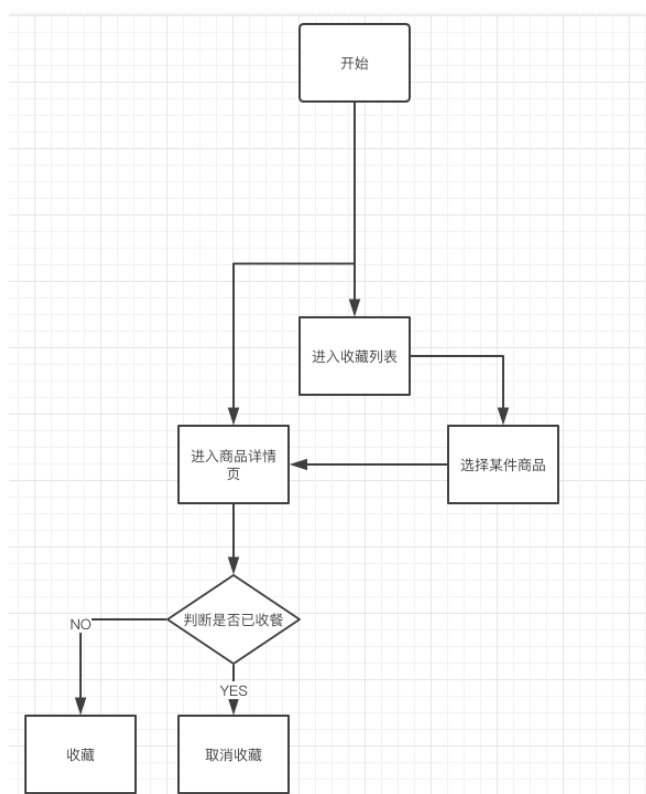 开始
进入收藏列表
进入商品详情
页
选择某件商品
判断是否已收餐
NO
YES
收藏
取消收藏